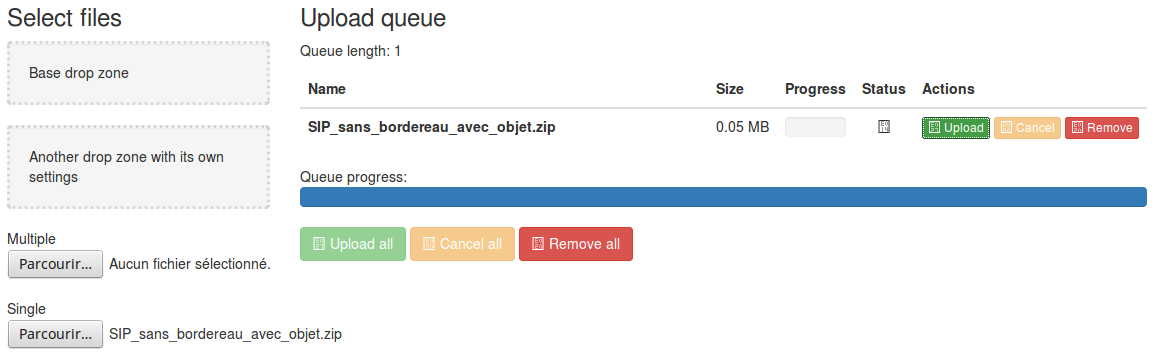 Select files
Base drop zone
Another drop zone with its own
settings
Multiple
Parcourir... Aucun fichier sélectionné.
Single
Parcourir... SIP_sans_bordereau_avec_objet.zip
Upload queue
Queue length: 1
Name Size Progress Status Actions
SIP_sans_bordereau_avec_objet.zip 0.05 MB Upload Cancel Remove
Queue progress:
Upload all Cancel all Remove all